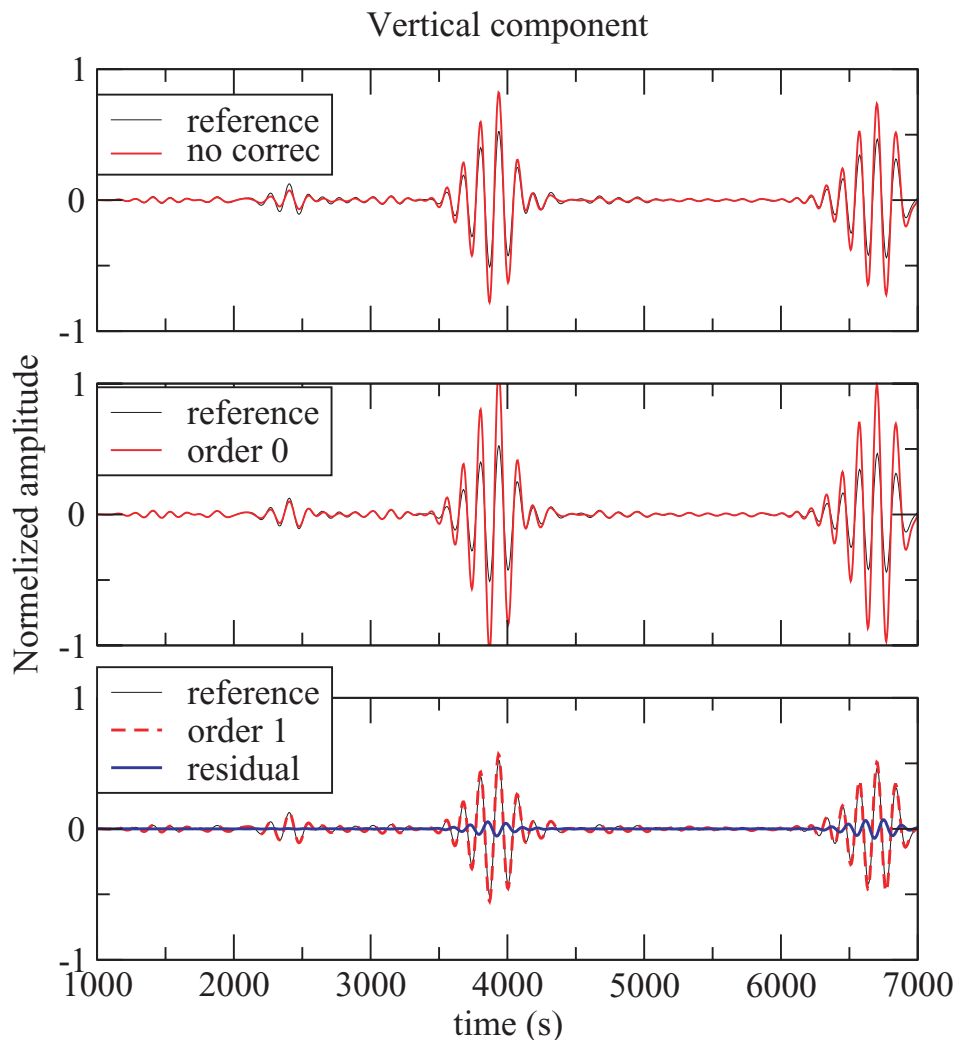 Vertical component
1
reference
no correc
0
-1
1
reference
order 0
0
-1
Normelized amplitude
1
reference
order 1
residual
0
-1
1000 2000 3000 4000 5000 6000 7000
time (s)